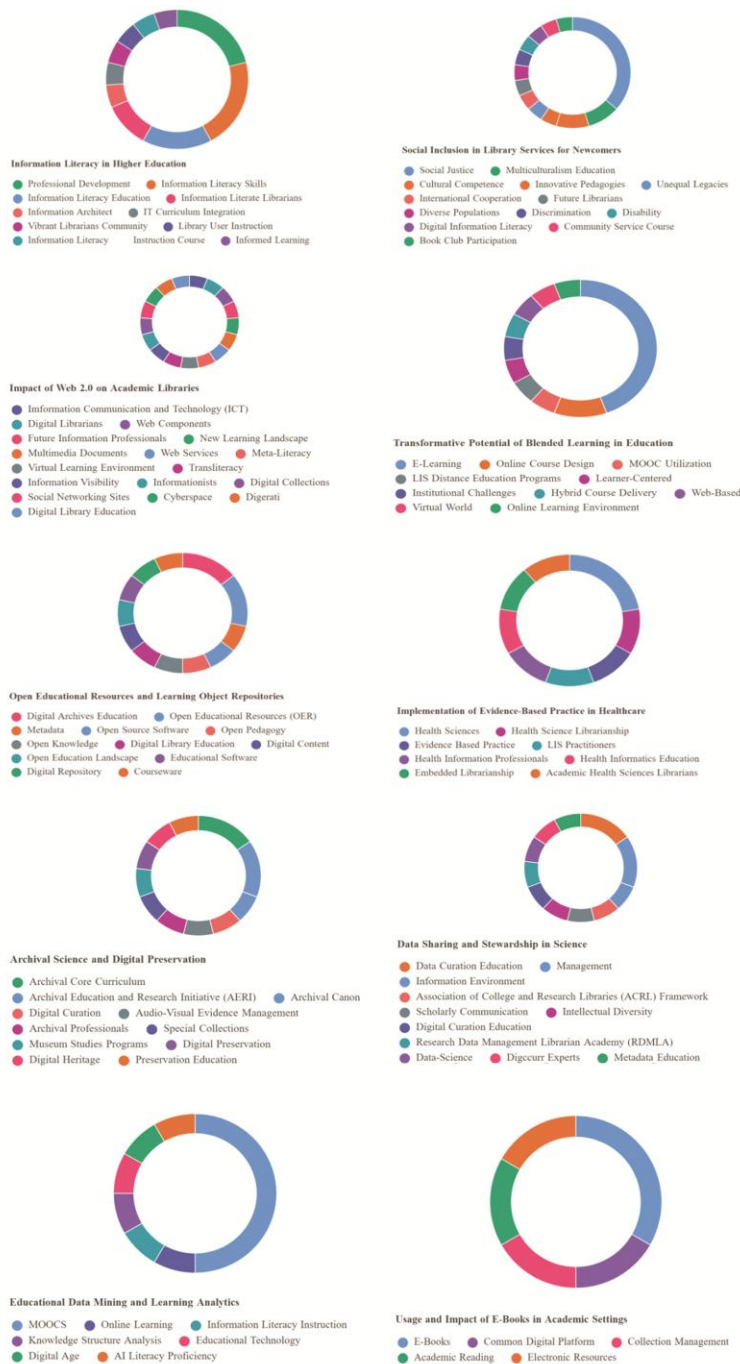 Information Literacy in Higher Education
Professional Development Information Literacy Skills
Information Literacy Education Information Literate Librarians
Information Architect IT Curriculum Integration
Vibrant Librarians Community Library User Instruction
Information Literacy Instruction Course Informed Learning
Social Inclusion in Library Services for Newcomers
Social Justice Multiculturalism Education
Cultural Competence Innovative Pedagogies Unequal Legacies
International Cooperation Future Librarians
Diverse Populations Discrimination Disability
Digital Information Literacy Community Service Course
Book Club Participation
Impact of Web 2.0 on Academic Libraries
Imformation Communication and Technology (ICT)
Digital Librarians Web Components
Future Information Professionals New Learning Landscape
Multimedia Documents Web Services Meta-Literacy
Virtual Learning Environment Transliteracy
Information Visibility Informationists Digital Collections
Social Networking Sites Cyberspace Digerati
Digital Library Education
Transformative Potential of Blended Learning in Education
E-Learning Online Course Design MOOC Utilization
LIS Distance Education Programs Learner-Centered
Institutional Challenges Hybrid Course Delivery Web-Based
Virtual World Online Learning Environment
Open Educational Resources and Learning Object Repositories
Digital Archives Education Open Educational Resources (OER)
Metadata Open Source Software Open Pedagogy
Open Knowledge Digital Library Education Digital Content
Open Education Landscape Educational Software
Digital Repository Courseware
Implementation of Evidence-Based Practice in Healthcare
Health Sciences Health Science Librarianship
Evidence Based Practice LIS Practitioners
Health Information Professionals Health Informatics Education
Embedded Librarianship Academic Health Sciences Librarians
Archival Science and Digital Preservation
Archival Core Curriculum
Archival Education and Research Initiative (AERI) Archival Canon
Digital Curation Audio-Visual Evidence Management
Archival Professionals Special Collections
Museum Studies Programs Digital Preservation
Digital Heritage Preservation Education
Data Sharing and Stewardship in Science
Data Curation Education Management
Information Environment
Association of College and Research Libraries (ACRL) Framework
Scholarly Communication Intellectual Diversity
Digital Curation Education
Research Data Management Librarian Academy (RDMLA)
Data-Science Digccurr Experts Metadata Education
Educational Data Mining and Learning Analytics
MOOCS Online Learning Information Literacy Instruction
Knowledge Structure Analysis Educational Technology
Digital Age AI Literacy Proficiency
Usage and Impact of E-Books in Academic Settings
E-Books Common Digital Platform Collection Management
Academic Reading Electronic Resources